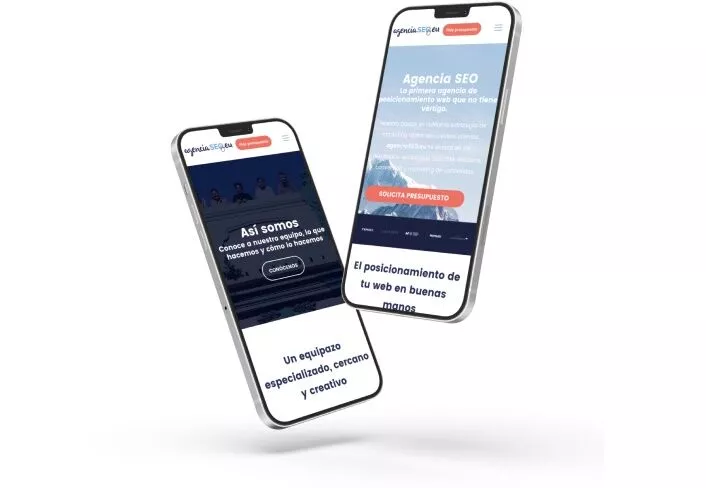 agenciaSEO.eu
Pide presupuesto
Así somos
Conoce a nuestro equipo, lo que
hacemos y cómo lo hacemos
CONÓCENOS
Un equipazo
especializado, cercano
y creativo
agenciaSEO.eu
Pide presupuesto
Agencia SEO
La primera agencia de
posicionamiento web que no tiene
vértigo.
agenciaSEO.eu
SOLICITA PRESUPUESTO
El posicionamiento de
tu web en buenas
manos